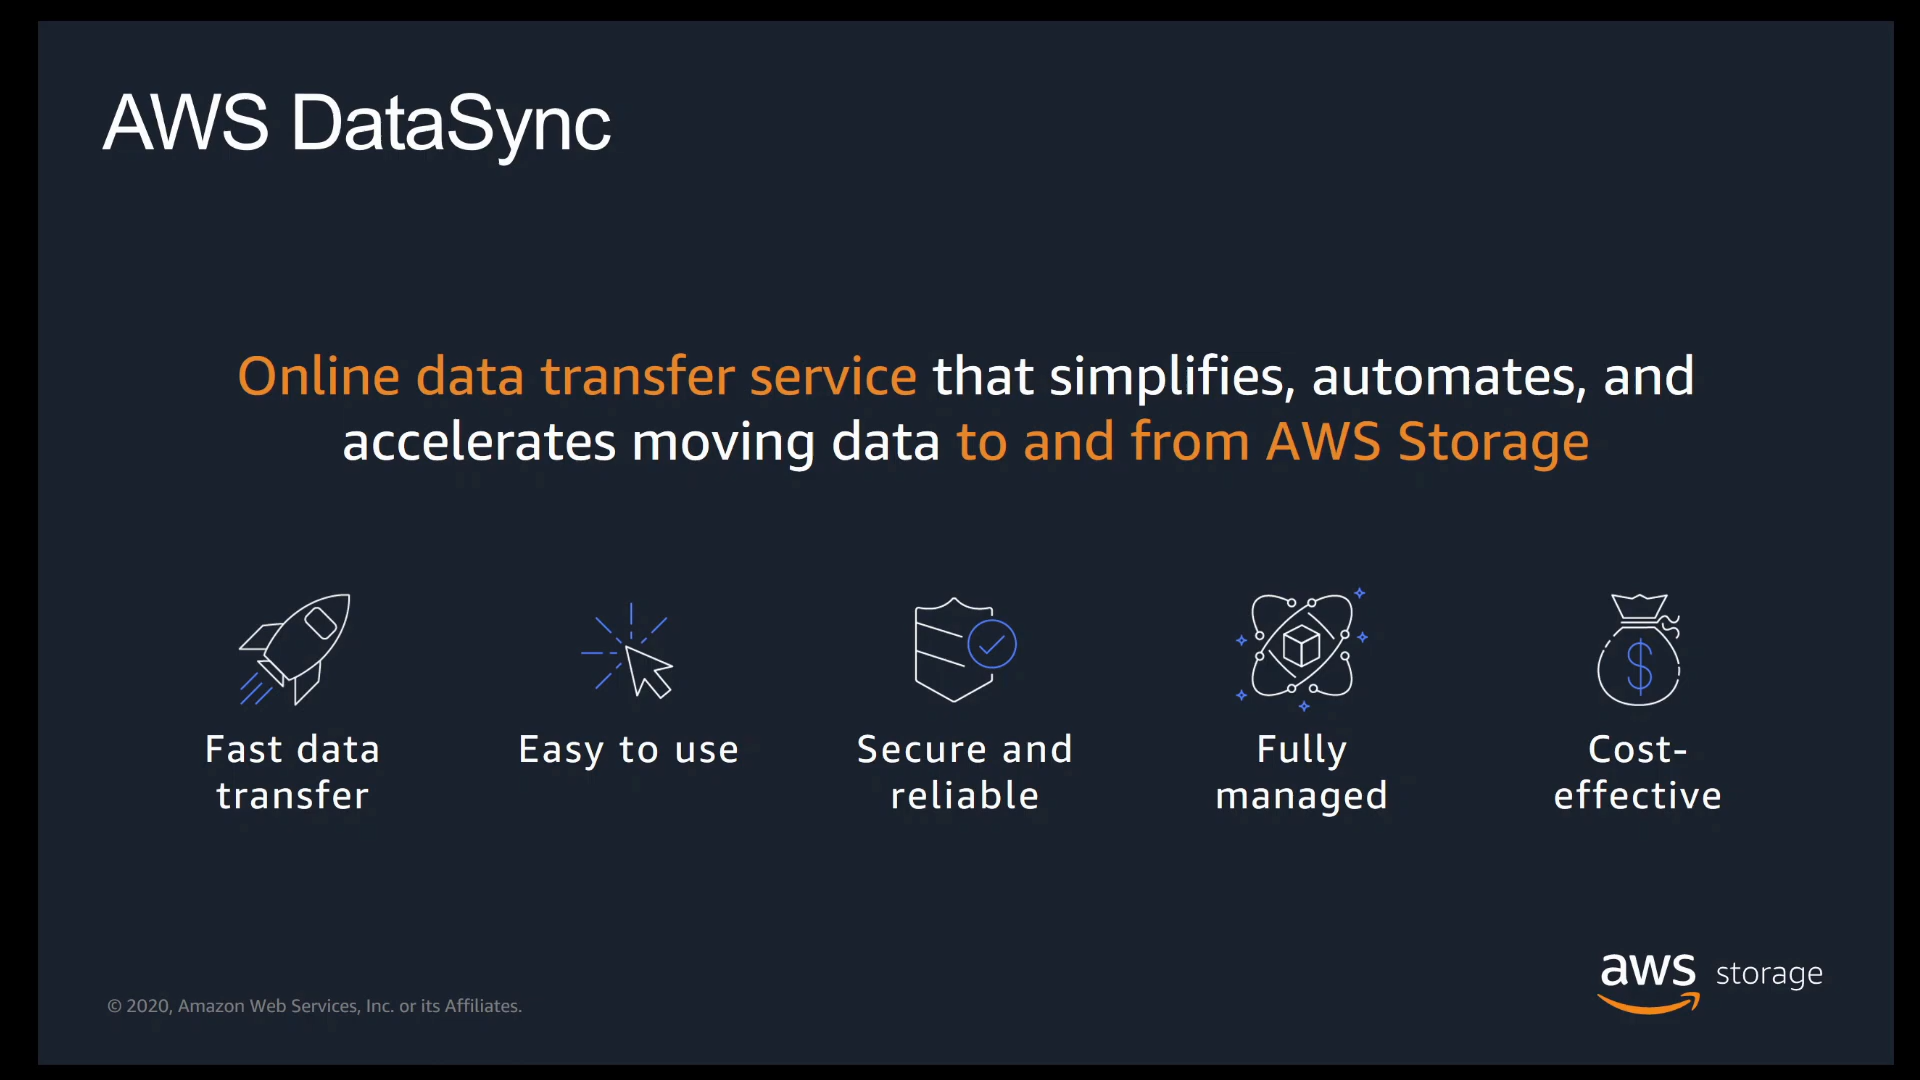 AWS DataSync
Online data transfer service that simplifies, automates, and
accelerates moving data to and from AWS Storage
Fast data
transfer
Easy to use
Secure and
reliable
Fully
managed
$
Cost-
effective
© 2020, Amazon Web Services, Inc. or its Affiliates.
aws storage